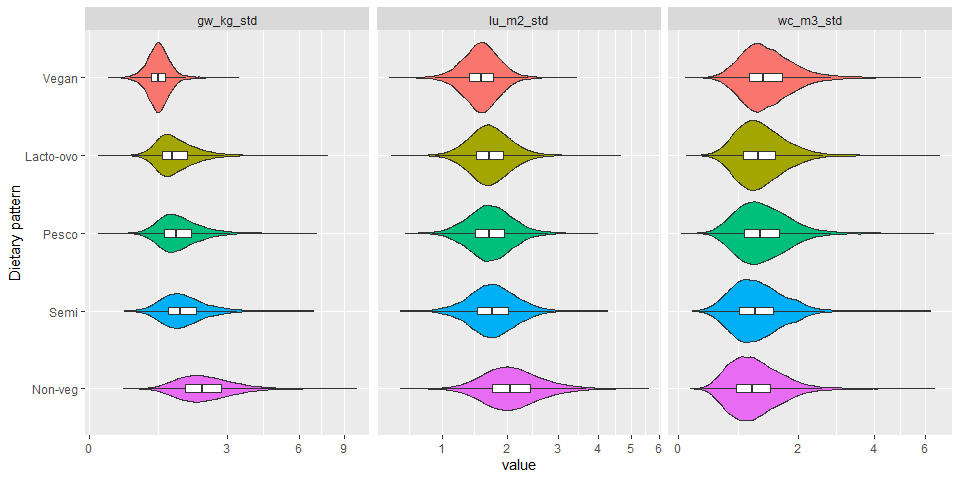 gw_kg_std lu_m2_std wc_m3_std
Dietary pattern
Vegan
Lacto-ovo
Pesco
Semi
Non-veg
0 3 6 9 1 2 3 4 5 6 0 2 4 6
value